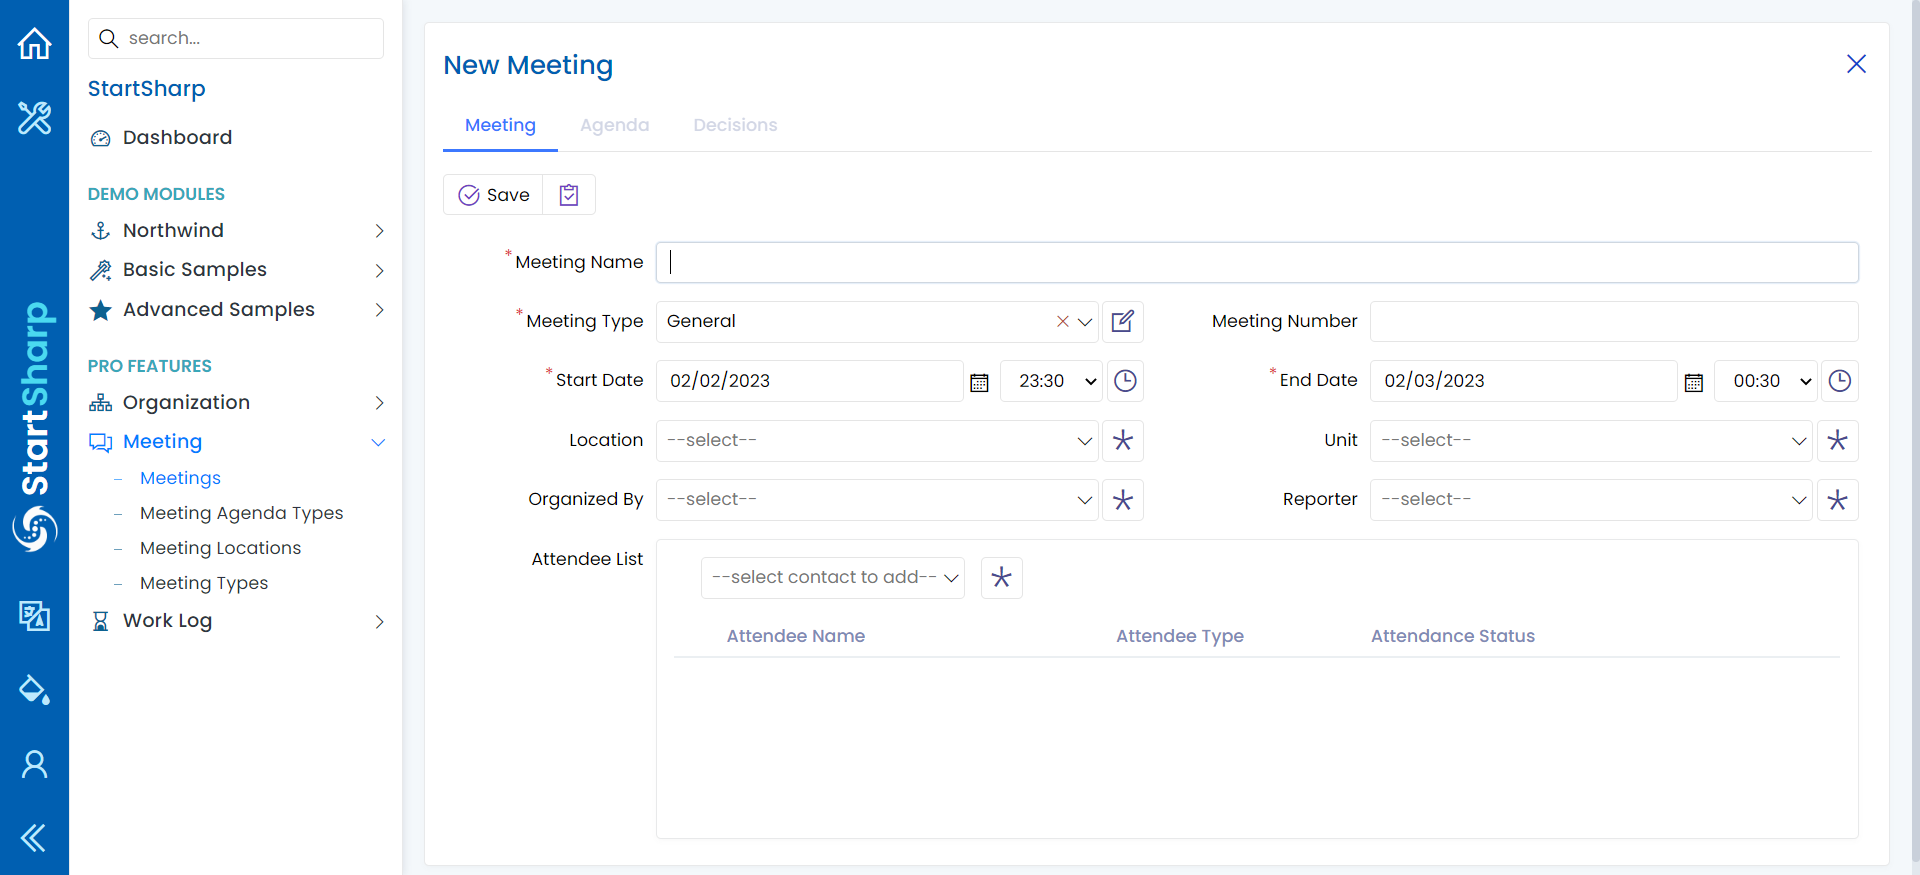 search...
StartSharp
Dashboard
DEMO MODULES
Northwind
Basic Samples
Advanced Samples
PRO FEATURES
Organization
Meeting
– Meetings
– Meeting Agenda Types
– Meeting Locations
– Meeting Types
Work Log
StartSharp
New Meeting
Meeting Agenda Decisions
Save
*Meeting Name
*Meeting Type General Meeting Number
*Start Date 02/02/2023 23:30 *End Date 02/03/2023 00:30
Location --select-- Unit --select--
Organized By --select-- Reporter --select--
Attendee List
--select contact to add--
Attendee Name Attendee Type Attendance Status